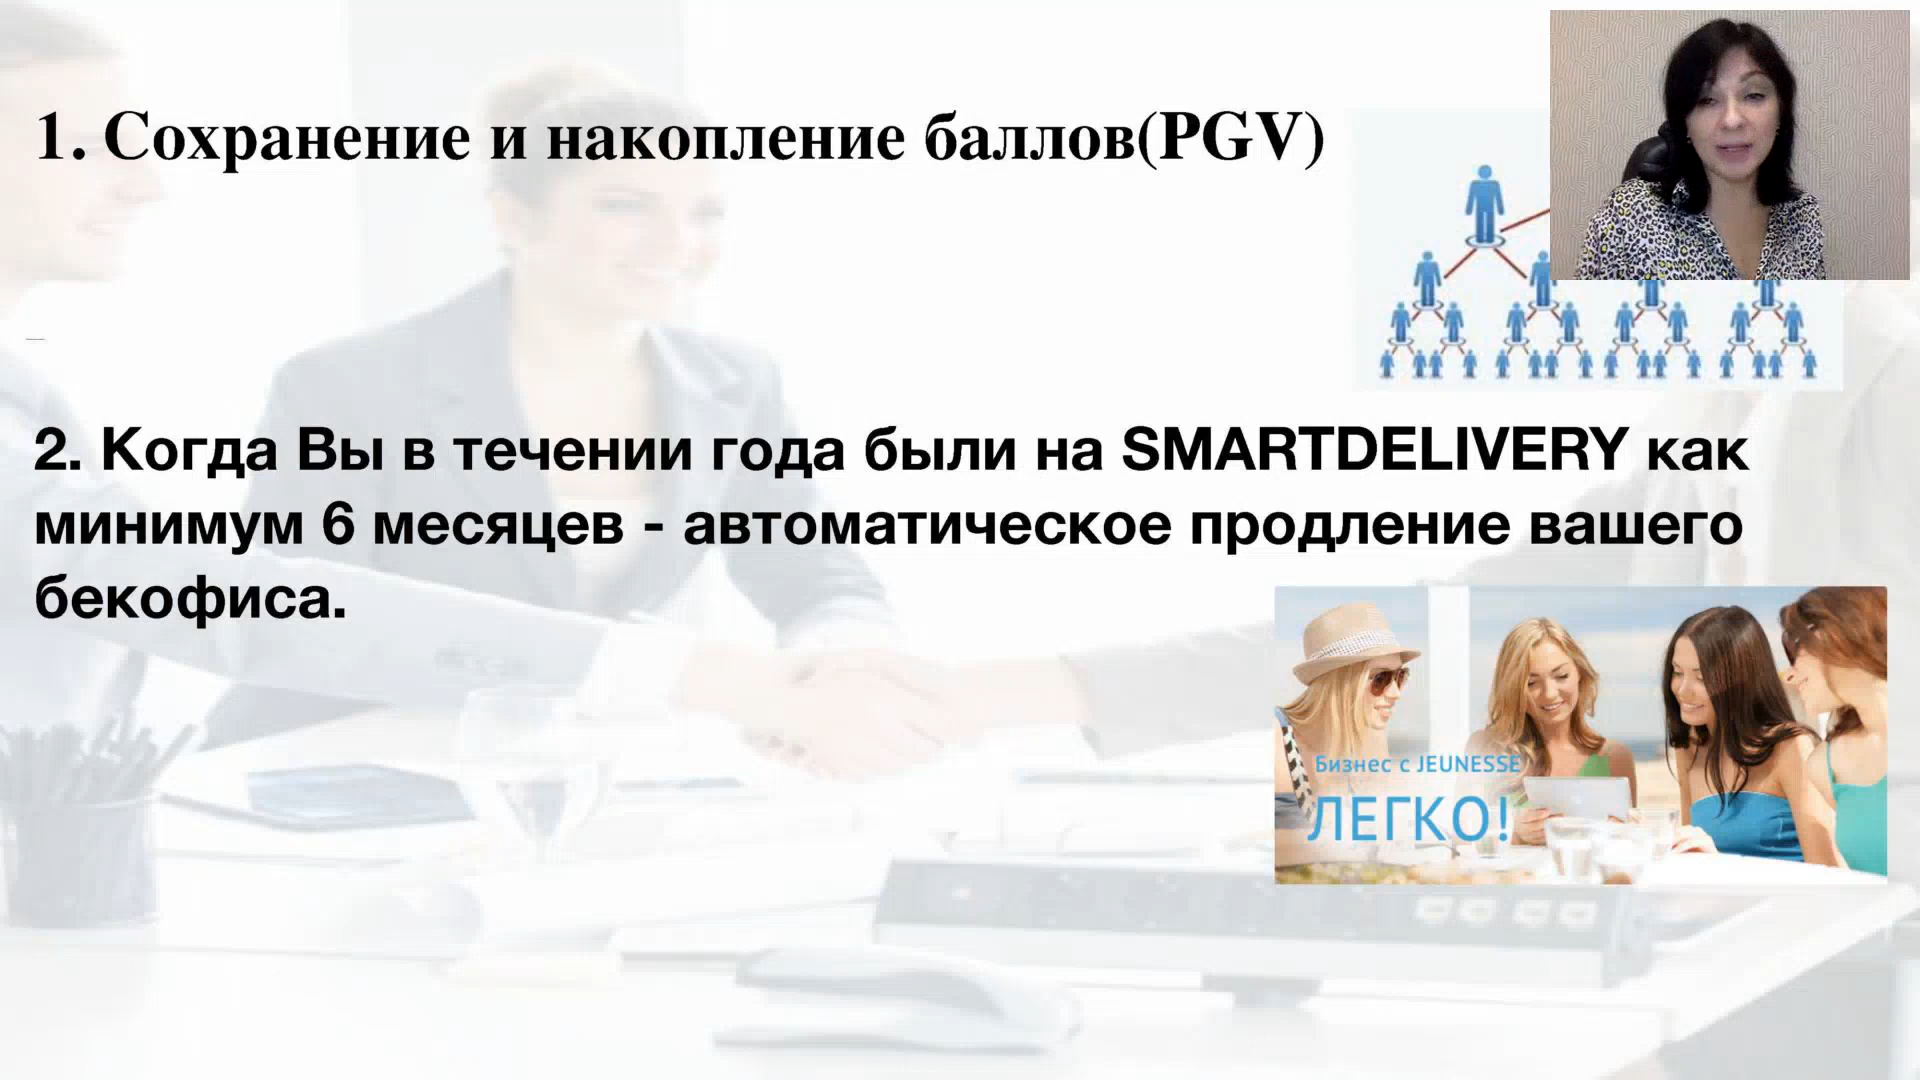 1. Сохранение и накопление баллов(PGV)
2. Когда Вы в течении года были на SMARTDELIVERY как
минимум 6 месяцев - автоматическое продление вашего
бекофиса.
Бизнес с JEUNESSE
ЛЕГКО!